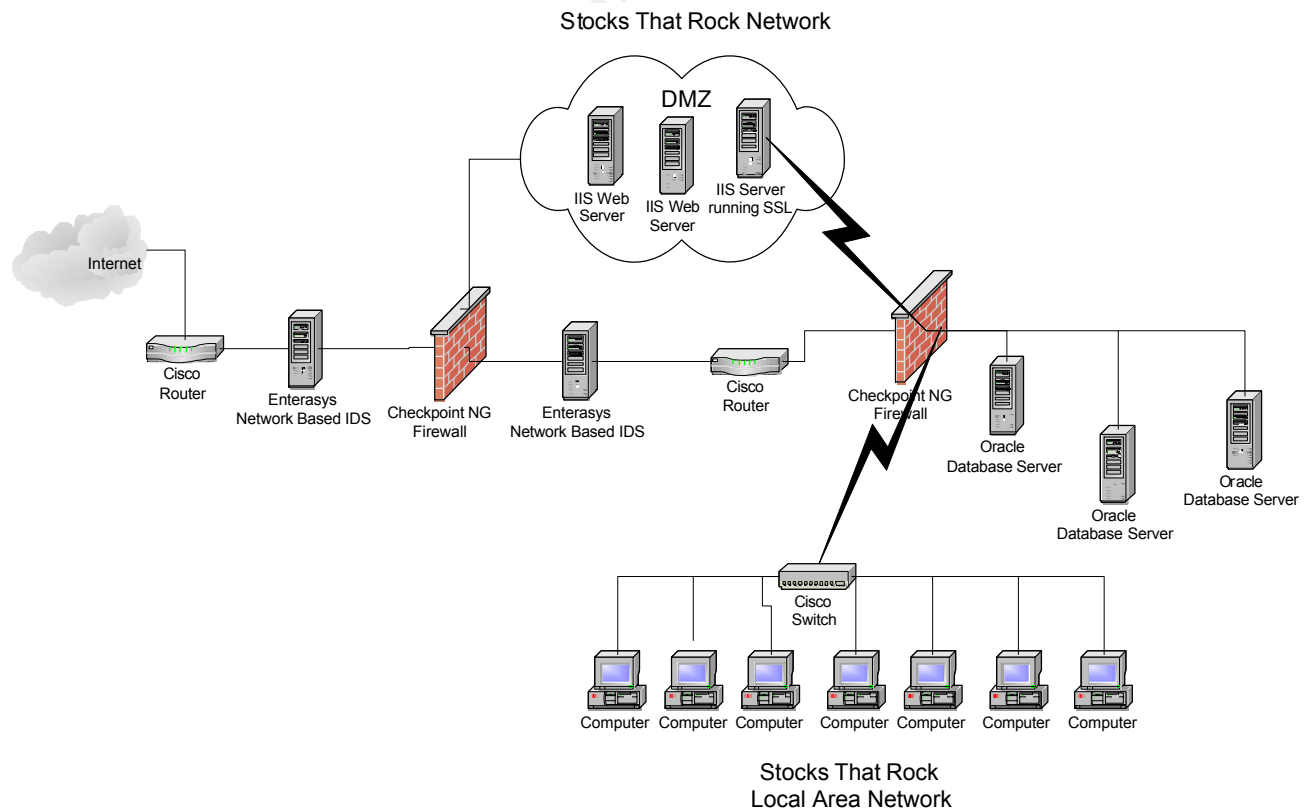 Stocks That Rock Network
DMZ
IIS Web
Server
IIS Web
Server
IIS Server
running SSL
Internet
Cisco
Router
Enterasys
Network Based IDS
Checkpoint NG
Firewall
Enterasys
Network Based IDS
Cisco
Router
Checkpoint NG
Firewall
Oracle
Database Server
Oracle
Database Server
Oracle
Database Server
Cisco
Switch
Computer
Computer
Computer
Computer
Computer
Computer
Computer
Stocks That Rock
Local Area Network